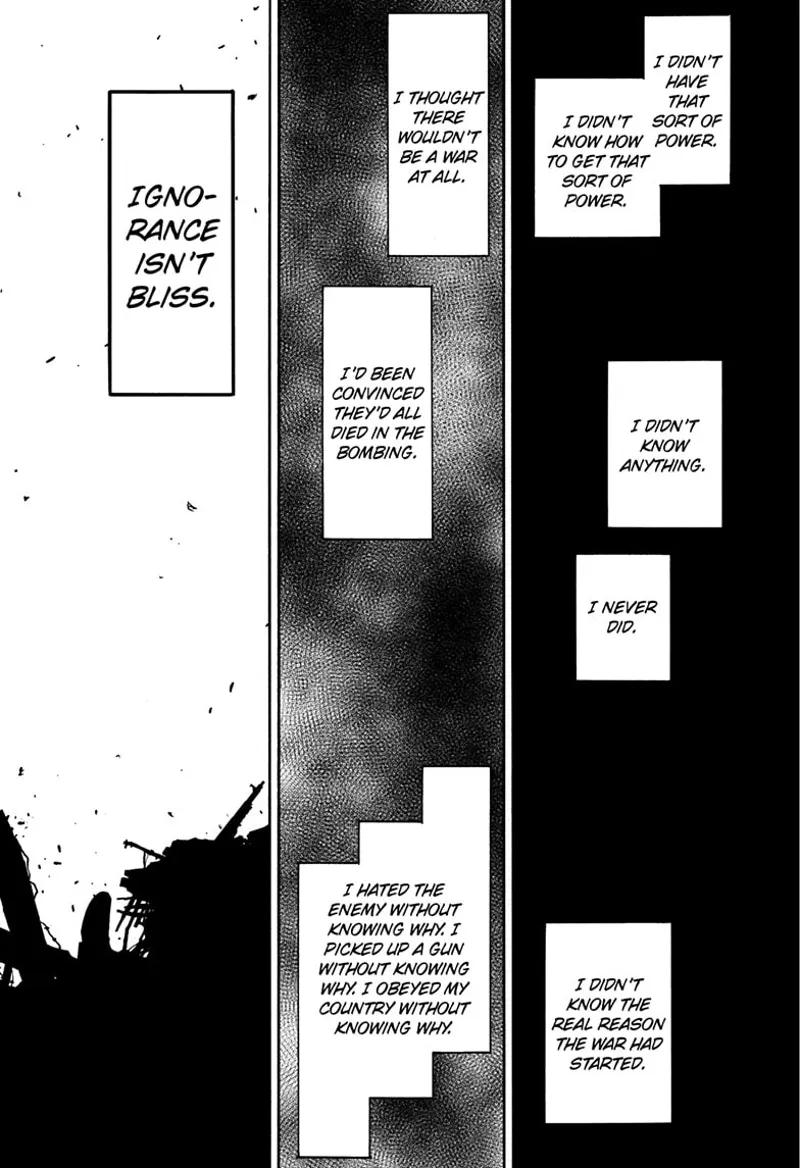 I DIDN'T
HAVE
THAT
SORT OF
POWER.
I DIDN'T
KNOW HOW
TO GET THAT
SORT OF
POWER.
I DIDN'T
KNOW
ANYTHING.
I NEVER
DID.
I DIDN'T
KNOW THE
REAL REASON
THE WAR HAD
STARTED.
I THOUGHT
THERE
WOULDN'T
BE A WAR
AT ALL.
I'D BEEN
CONVINCED
THEY'D ALL
DIED IN THE
BOMBING.
I HATED THE
ENEMY WITHOUT
KNOWING WHY. I
PICKED UP A GUN
WITHOUT KNOWING
WHY. I OBEYED MY
COUNTRY WITHOUT
KNOWING WHY.
IGNO-
RANCE
ISN'T
BLISS.